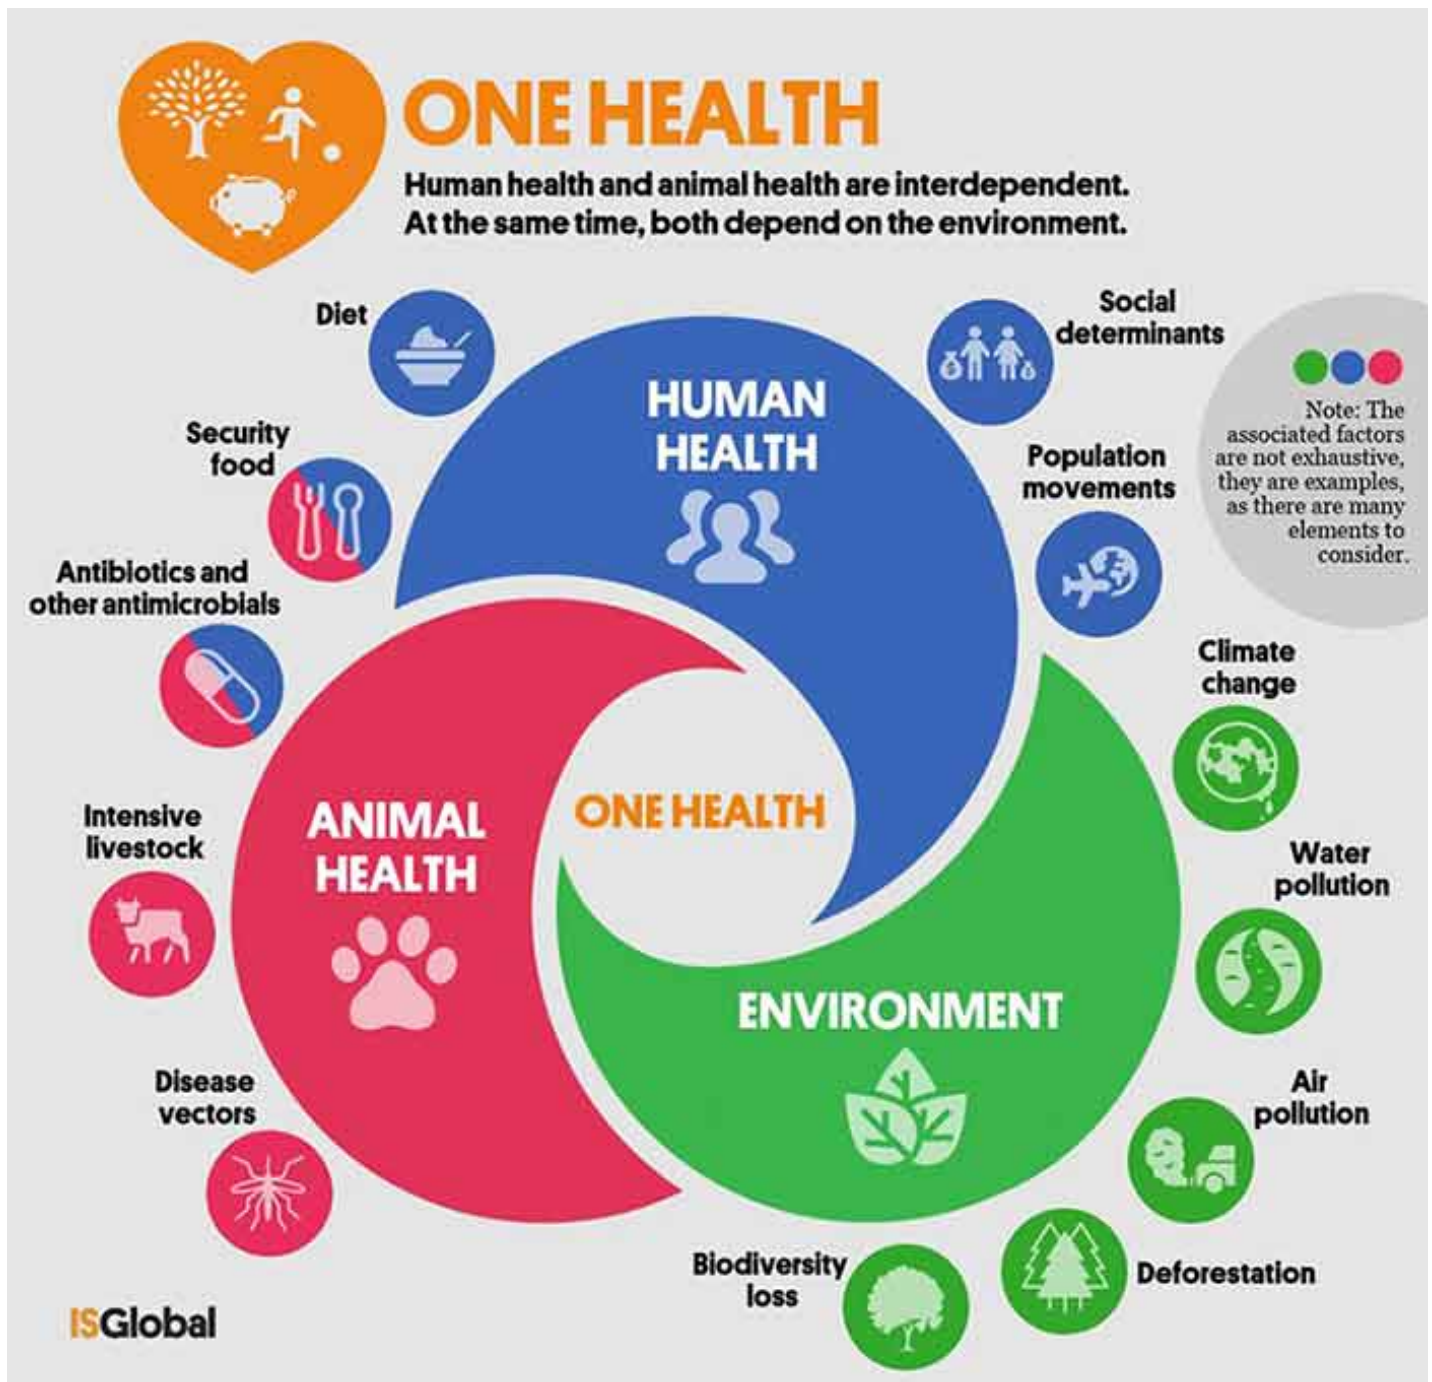 ONE HEALTH
Human health and animal health are interdependent.
At the same time, both depend on the environment.
Diet
Social
determinants
Security
food
Population
movements
Note: The
associated factors
are not exhaustive,
they are examples,
as there are many
elements to
consider.
HUMAN
HEALTH
Antibiotics and
other antimicrobials
Climate
change
Intensive
livestock
ANIMAL
HEALTH
ONE HEALTH
Water
pollution
ENVIRONMENT
Disease
vectors
Air
pollution
Biodiversity
loss
Deforestation
ISGlobal